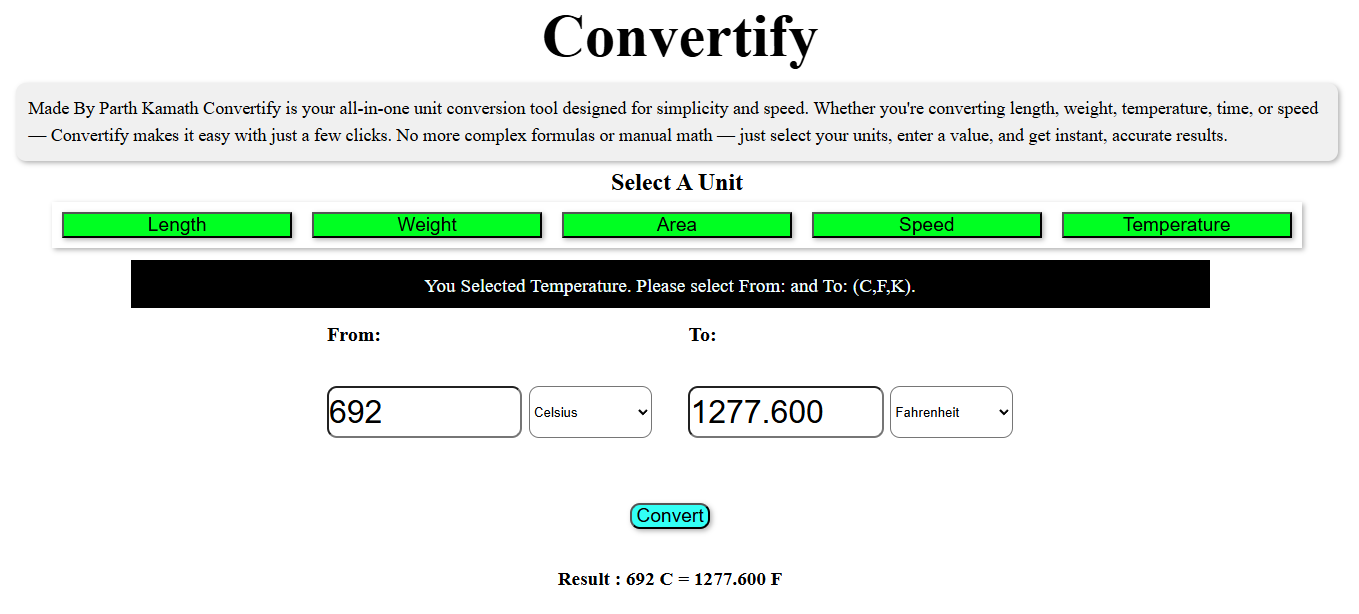 Convertify
Made By Parth Kamath Convertify is your all-in-one unit conversion tool designed for simplicity and speed. Whether you're converting length, weight, temperature, time, or speed
— Convertify makes it easy with just a few clicks. No more complex formulas or manual math — just select your units, enter a value, and get instant, accurate results.
Select A Unit
Length Weight Area Speed Temperature
You Selected Temperature. Please select From: and To: (C,F,K).
From: To:
692 Celsius 1277.600 Fahrenheit
Convert
Result : 692 C = 1277.600 F